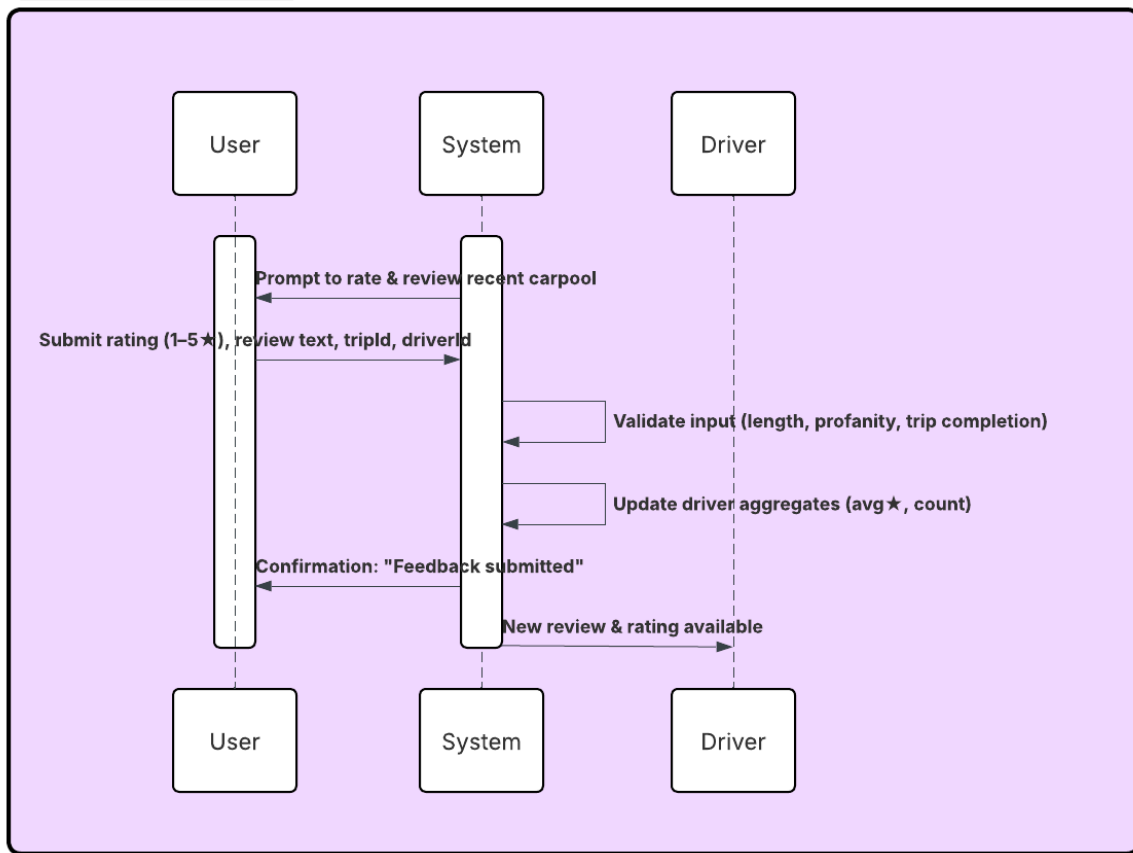 User
System
Driver
Prompt to rate & review recent carpool
Submit rating (1–5★), review text, tripId, driverId
Validate input (length, profanity, trip completion)
Update driver aggregates (avg★, count)
Confirmation: "Feedback submitted"
New review & rating available
User
System
Driver